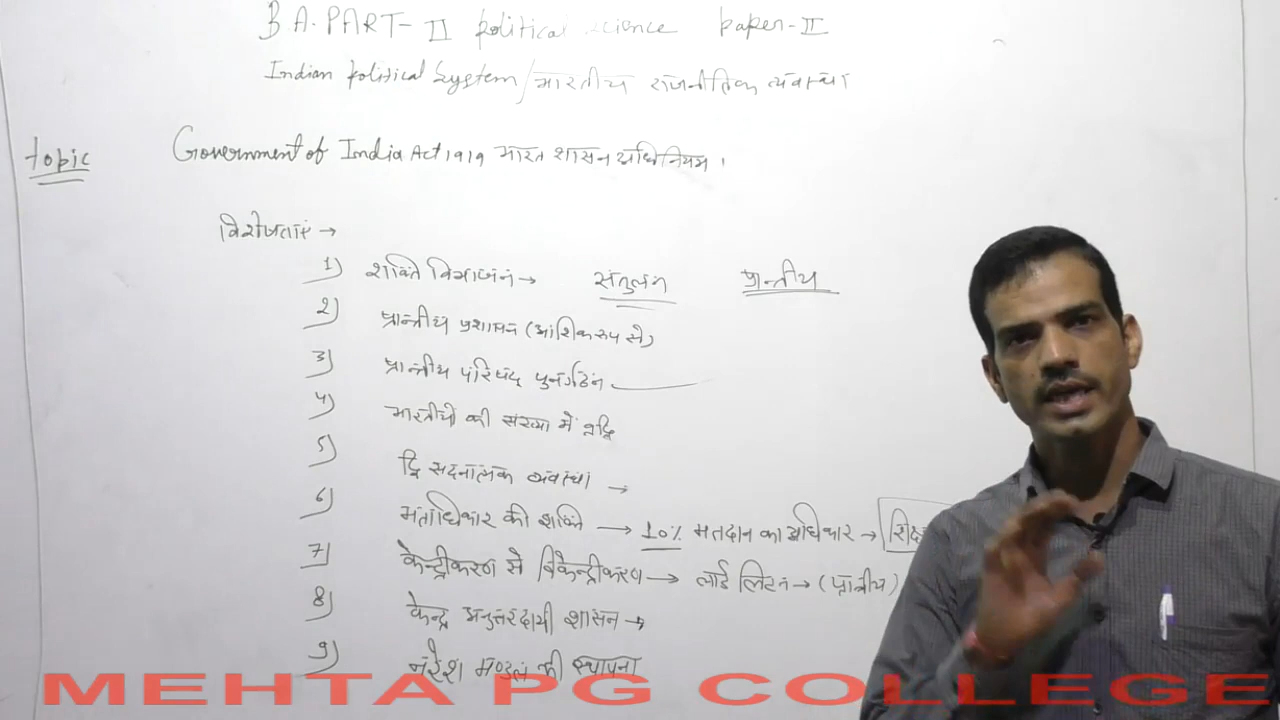 B A. PART-II political science paper-II
Indian political System/भारतीय राजनीतिक व्यवस्था
topic
Government of India Act 1919 भारत शासन अधिनियम।
विशेषताएं →
1) शक्ति विभाजन → संतुलन प्रान्तीय
2) प्रान्तीय प्रशासन (आंशिक रुप से)
3) प्रान्तीय परिषद पुनर्गठन
4) भारतीयों की संख्या में वृद्धि
5) द्वि सदनात्मक व्यवस्था →
6) मताधिकार की शक्ति → 10% मतदान का अधिकार →
7) केन्द्रीकरण से विकेन्द्रीकरण → लार्ड लिटन → (प्रान्तीय)
8) केन्द्र अनुत्तरदायी शासन →
9) नरेश मण्डल की स्थापना
MEHTA PG COLLEGE